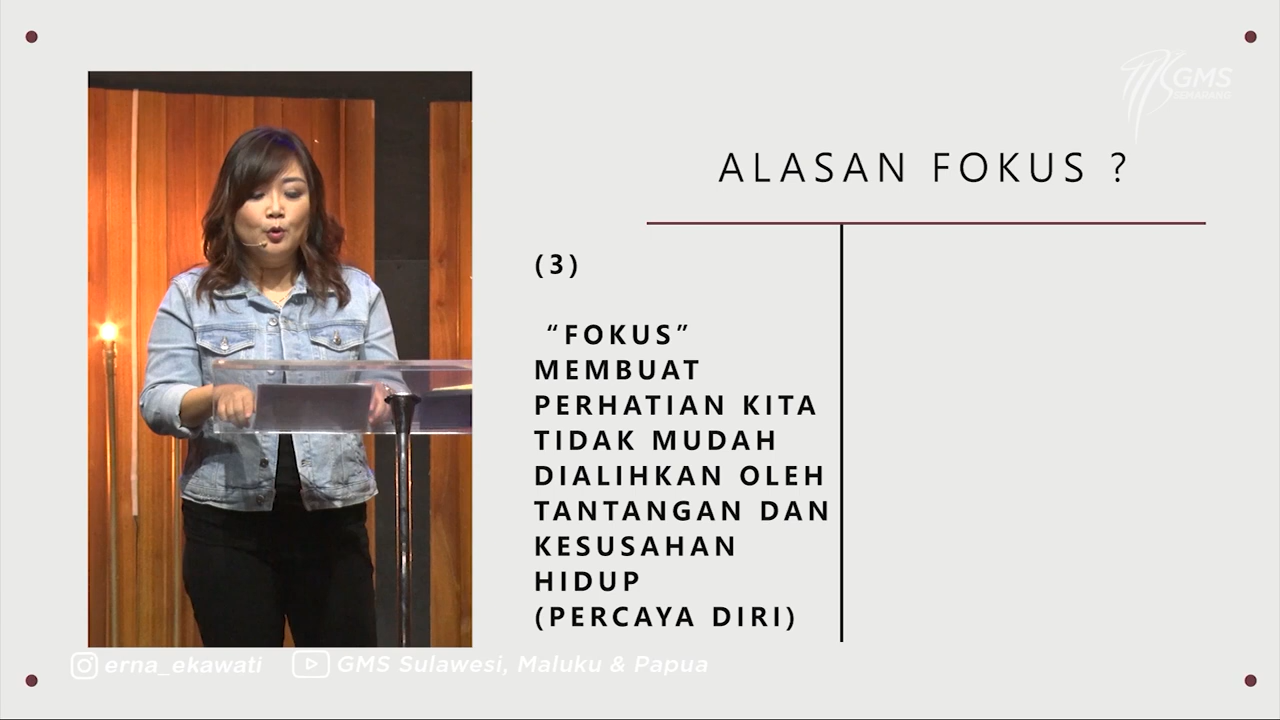 GMS
SEMARANG
ALASAN FOKUS ?
(3)
“FOKUS”
MEMBUAT
PERHATIAN KITA
TIDAK MUDAH
DIALIHKAN OLEH
TANTANGAN DAN
KESUSAHAN
HIDUP
(PERCAYA DIRI)
erna_ekawati GMS Sulawesi, Maluku & Papua